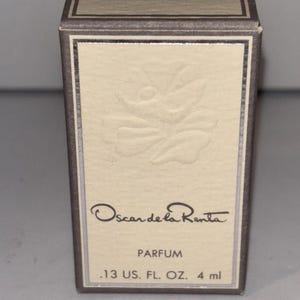 Oscar de la Renta
PARFUM
.13 US. FL. OZ. 4 ml